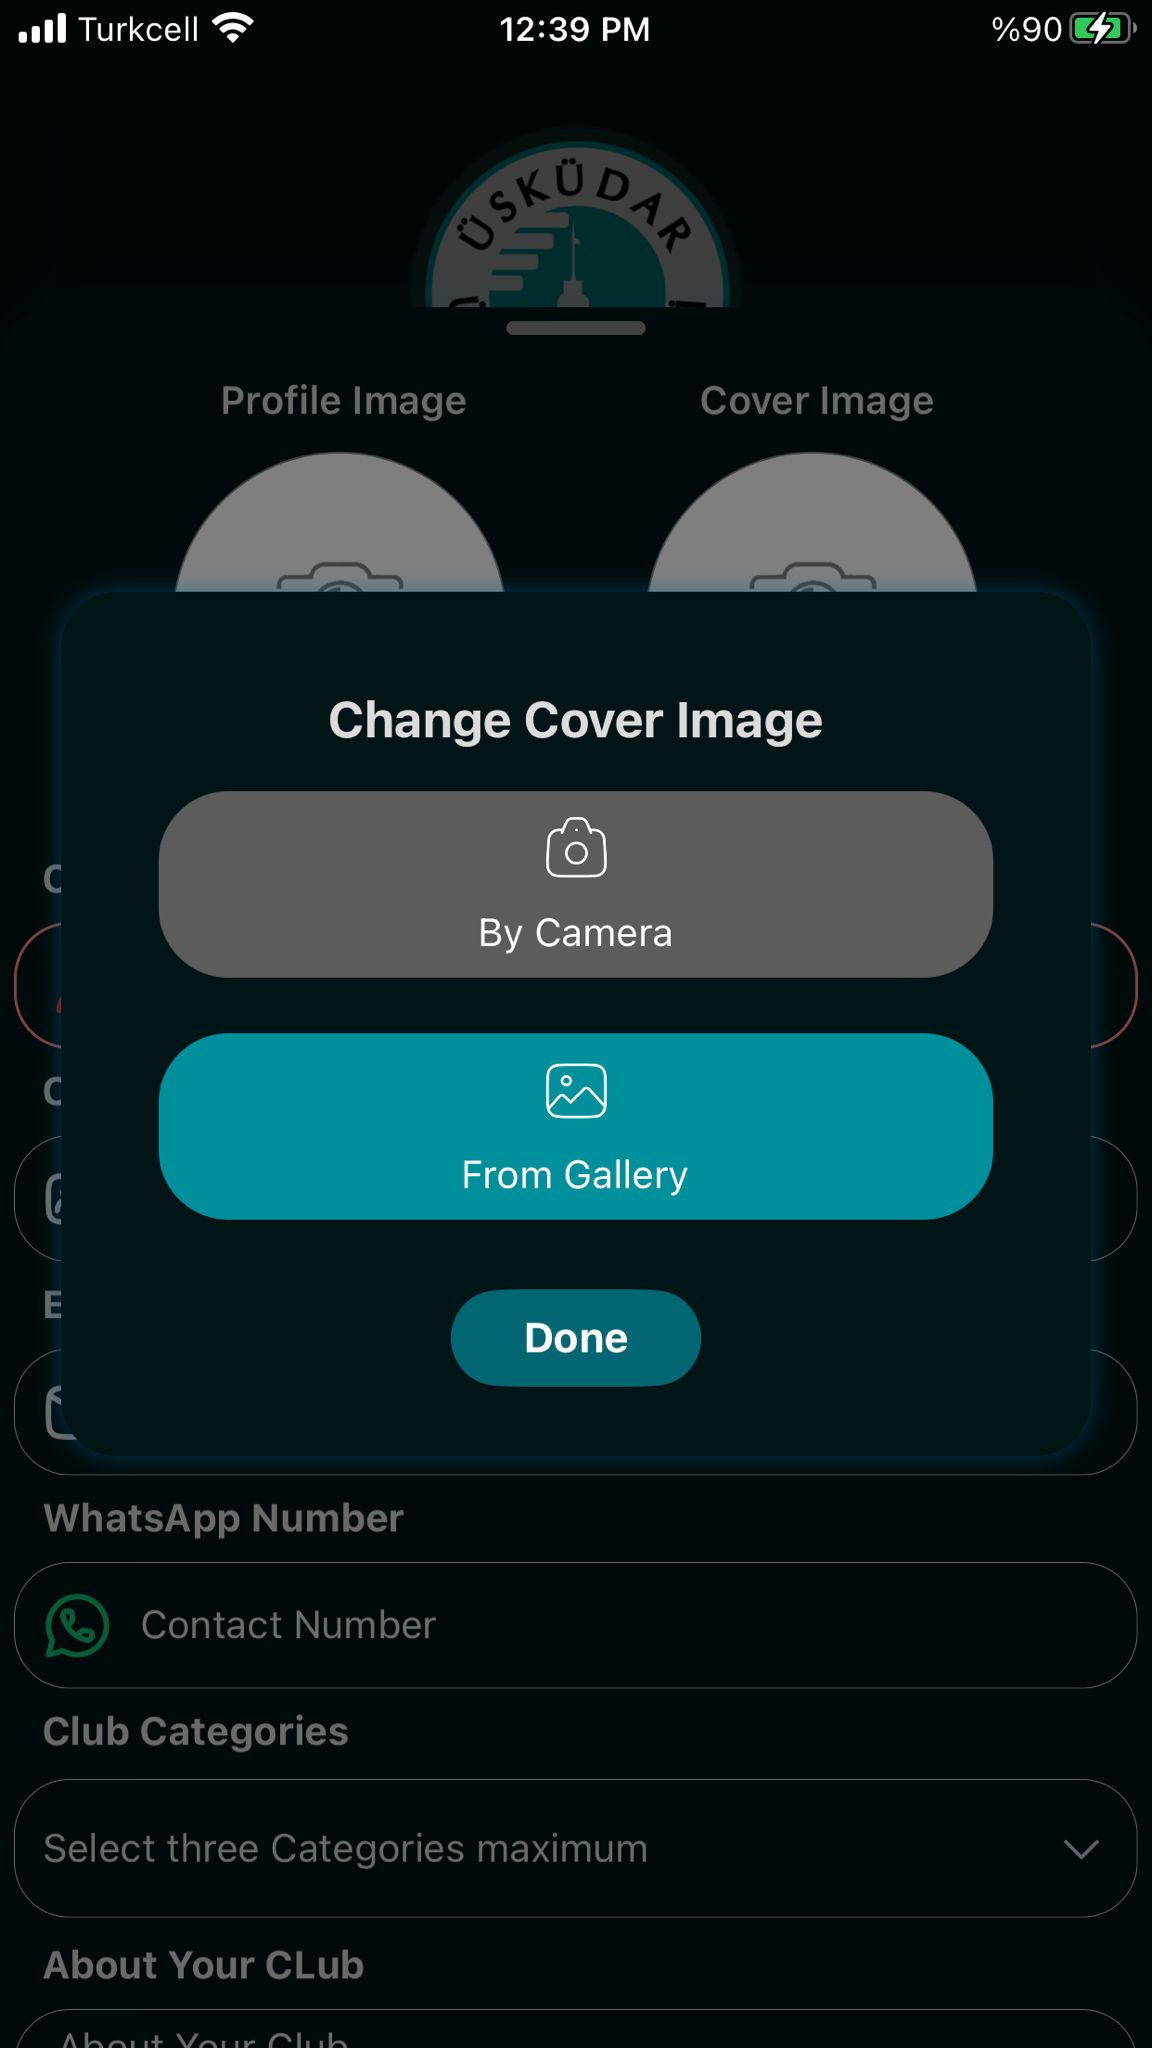 Turkcell
12:39 PM
%90
ÜSKÜDAR
Profile Image
Cover Image
Change Cover Image
By Camera
From Gallery
Done
WhatsApp Number
Contact Number
Club Categories
Select three Categories maximum
About Your CLub
About Your Club